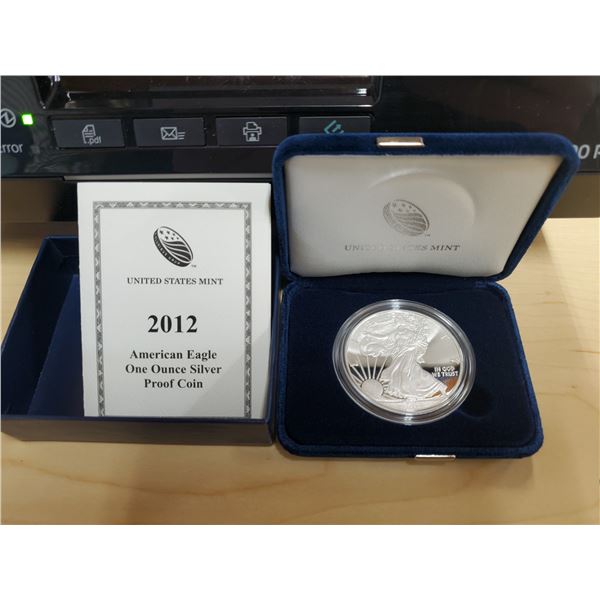 .pdf
Error
00 P
UNITED STATES MINT
2012
American Eagle
One Ounce Silver
Proof Coin
UNITED STATES MINT
IN GOD
WE TRUST